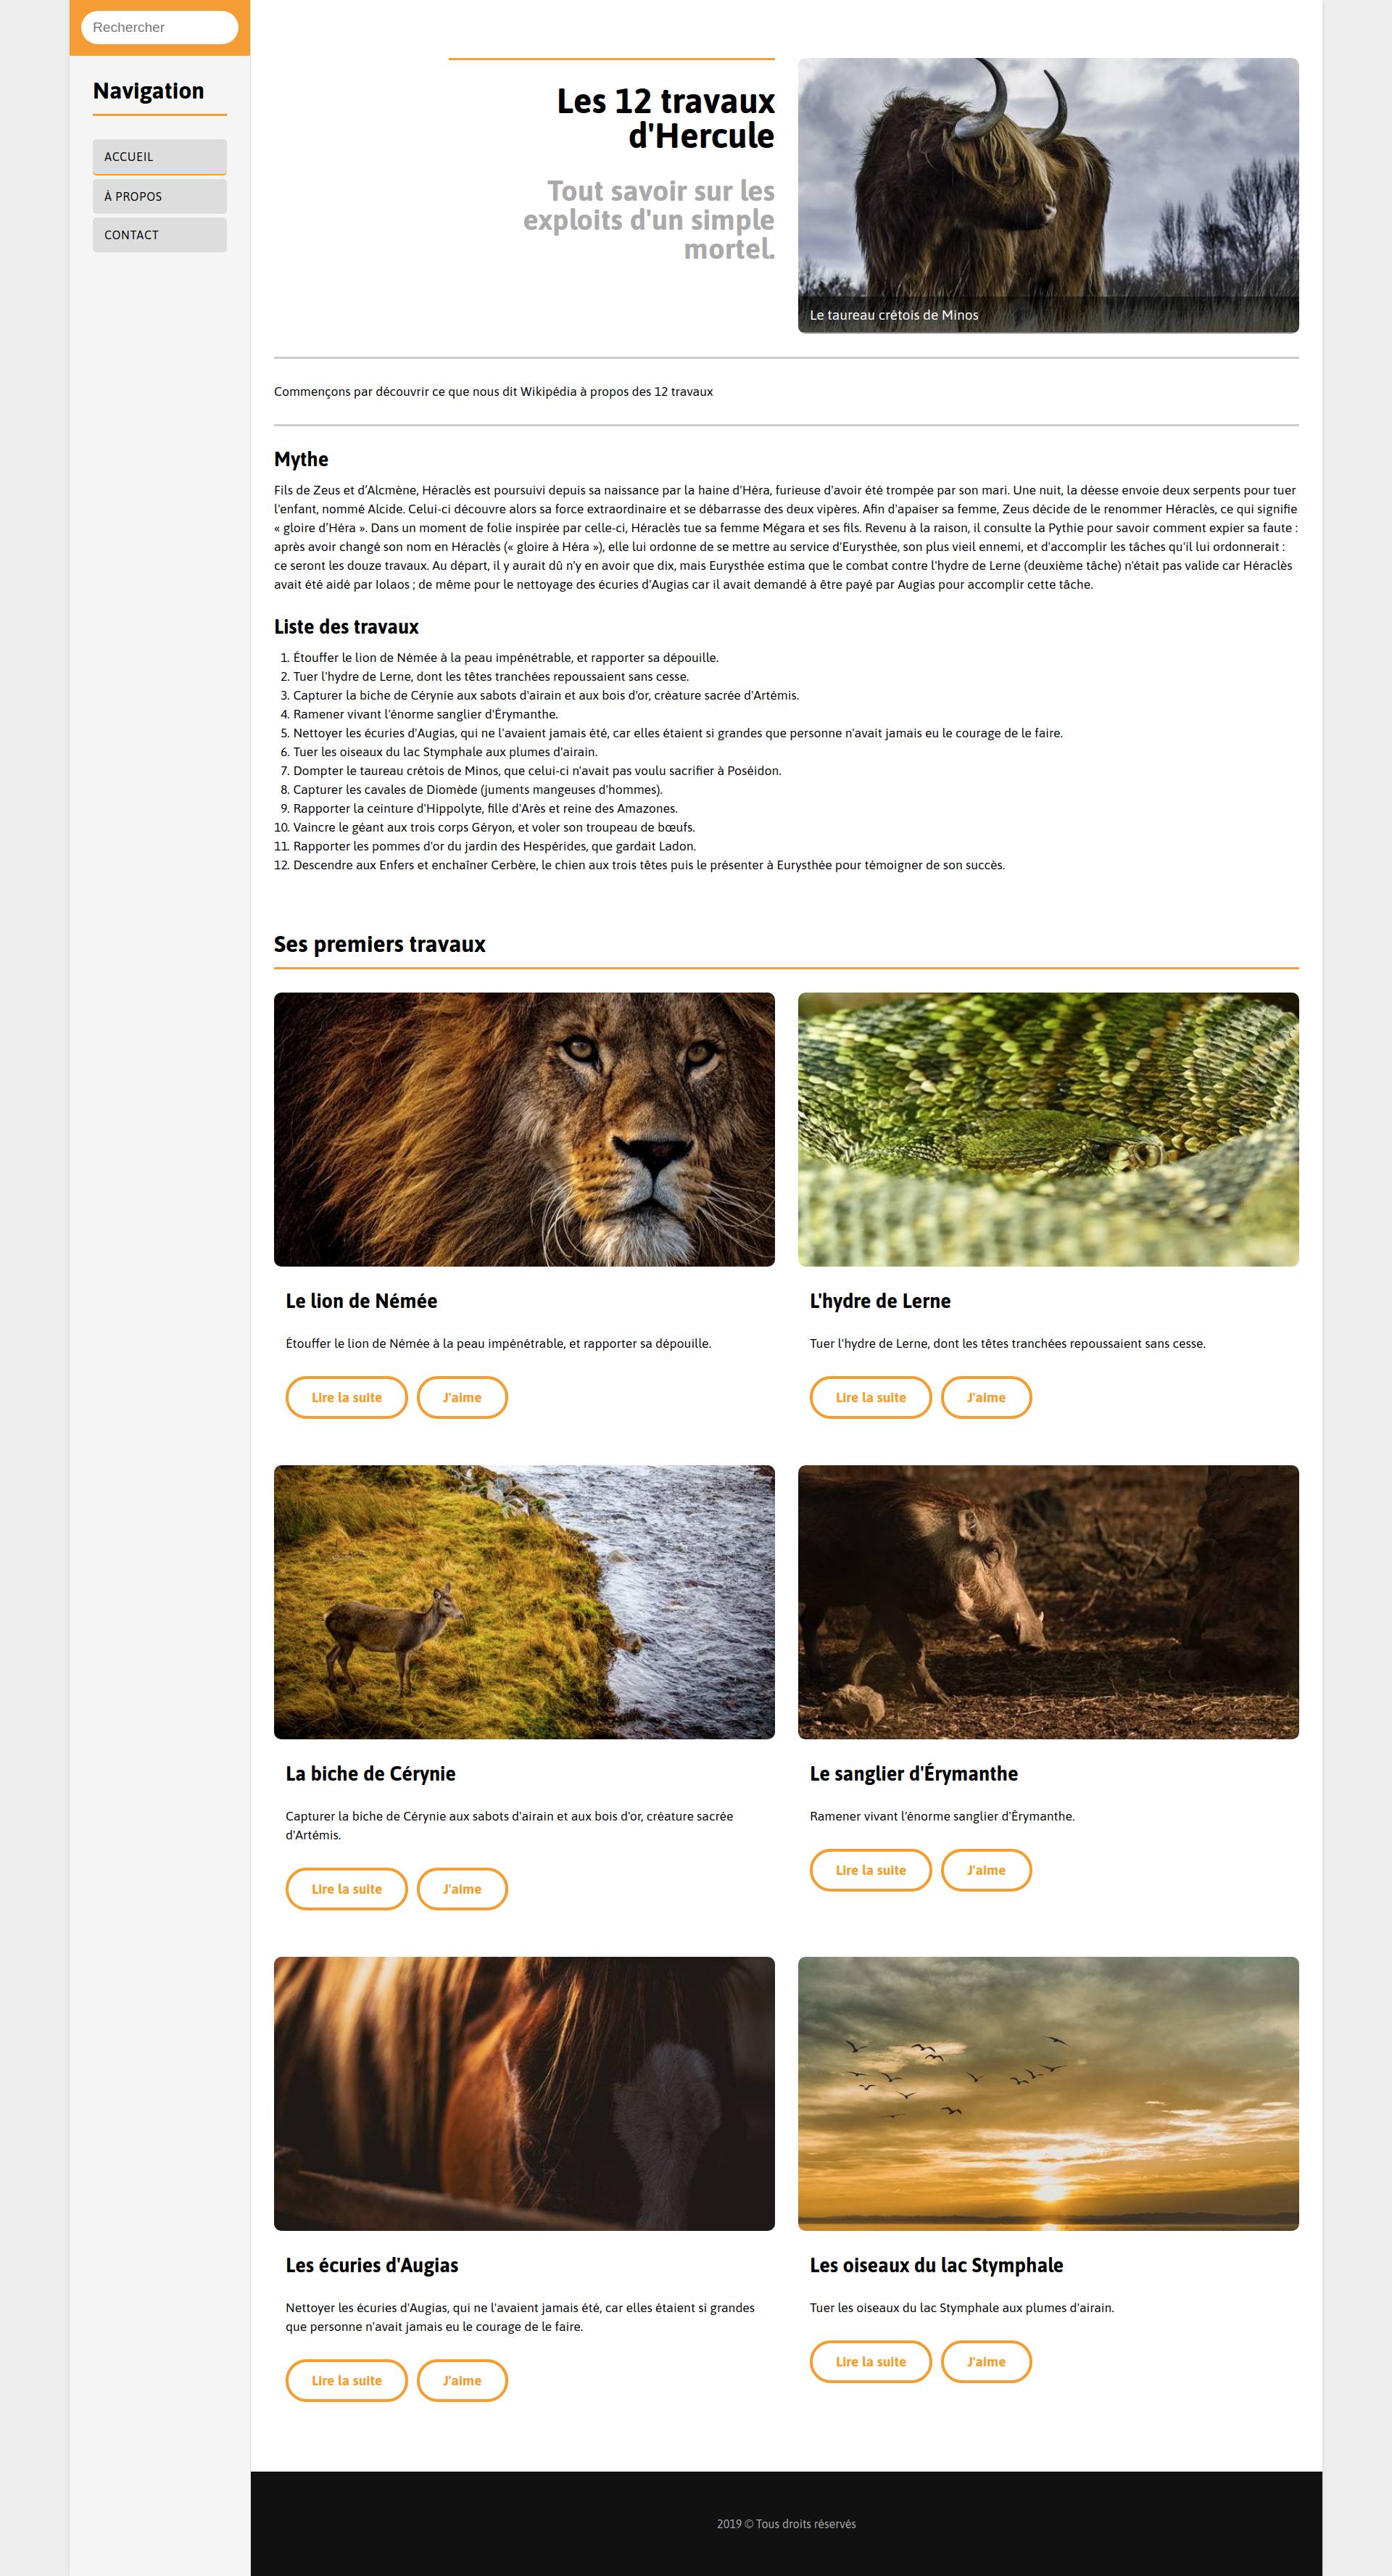 Rechercher
Navigation
ACCUEIL
À PROPOS
CONTACT
Les 12 travaux
d'Hercule
Tout savoir sur les
exploits d'un simple
mortel.
Le taureau crétois de Minos
Commençons par découvrir ce que nous dit Wikipédia à propos des 12 travaux
Mythe
Fils de Zeus et d’Alcmène, Héraclès est poursuivi depuis sa naissance par la haine d'Héra, furieuse d'avoir été trompée par son mari. Une nuit, la déesse envoie deux serpents pour tuer
l'enfant, nommé Alcide. Celui-ci découvre alors sa force extraordinaire et se débarrasse des deux vipères. Afin d'apaiser sa femme, Zeus décide de le renommer Héraclès, ce qui signifie
« gloire d’Héra ». Dans un moment de folie inspirée par celle-ci, Héraclès tue sa femme Mégara et ses fils. Revenu à la raison, il consulte la Pythie pour savoir comment expier sa faute :
après avoir changé son nom en Héraclès (« gloire à Héra »), elle lui ordonne de se mettre au service d'Eurysthée, son plus vieil ennemi, et d'accomplir les tâches qu'il lui ordonnerait :
ce seront les douze travaux. Au départ, il y aurait dû n'y en avoir que dix, mais Eurysthée estima que le combat contre l'hydre de Lerne (deuxième tâche) n'était pas valide car Héraclès
avait été aidé par Iolaos ; de même pour le nettoyage des écuries d'Augias car il avait demandé à être payé par Augias pour accomplir cette tâche.
Liste des travaux
1. Étouffer le lion de Némée à la peau impénétrable, et rapporter sa dépouille.
2. Tuer l'hydre de Lerne, dont les têtes tranchées repoussaient sans cesse.
3. Capturer la biche de Cérynie aux sabots d'airain et aux bois d'or, créature sacrée d'Artémis.
4. Ramener vivant l'énorme sanglier d'Érymanthe.
5. Nettoyer les écuries d'Augias, qui ne l'avaient jamais été, car elles étaient si grandes que personne n'avait jamais eu le courage de le faire.
6. Tuer les oiseaux du lac Stymphale aux plumes d'airain.
7. Dompter le taureau crétois de Minos, que celui-ci n'avait pas voulu sacrifier à Poséidon.
8. Capturer les cavales de Diomède (juments mangeuses d'hommes).
9. Rapporter la ceinture d'Hippolyte, fille d'Arès et reine des Amazones.
10. Vaincre le géant aux trois corps Géryon, et voler son troupeau de bœufs.
11. Rapporter les pommes d'or du jardin des Hespérides, que gardait Ladon.
12. Descendre aux Enfers et enchaîner Cerbère, le chien aux trois têtes puis le présenter à Eurysthée pour témoigner de son succès.
Ses premiers travaux
Le lion de Némée
Étouffer le lion de Némée à la peau impénétrable, et rapporter sa dépouille.
Lire la suite J'aime
L'hydre de Lerne
Tuer l'hydre de Lerne, dont les têtes tranchées repoussaient sans cesse.
Lire la suite J'aime
La biche de Cérynie
Capturer la biche de Cérynie aux sabots d'airain et aux bois d'or, créature sacrée
d'Artémis.
Lire la suite J'aime
Le sanglier d'Érymanthe
Ramener vivant l'énorme sanglier d'Érymanthe.
Lire la suite J'aime
Les écuries d'Augias
Nettoyer les écuries d'Augias, qui ne l'avaient jamais été, car elles étaient si grandes
que personne n'avait jamais eu le courage de le faire.
Lire la suite J'aime
Les oiseaux du lac Stymphale
Tuer les oiseaux du lac Stymphale aux plumes d'airain.
Lire la suite J'aime
2019 © Tous droits réservés